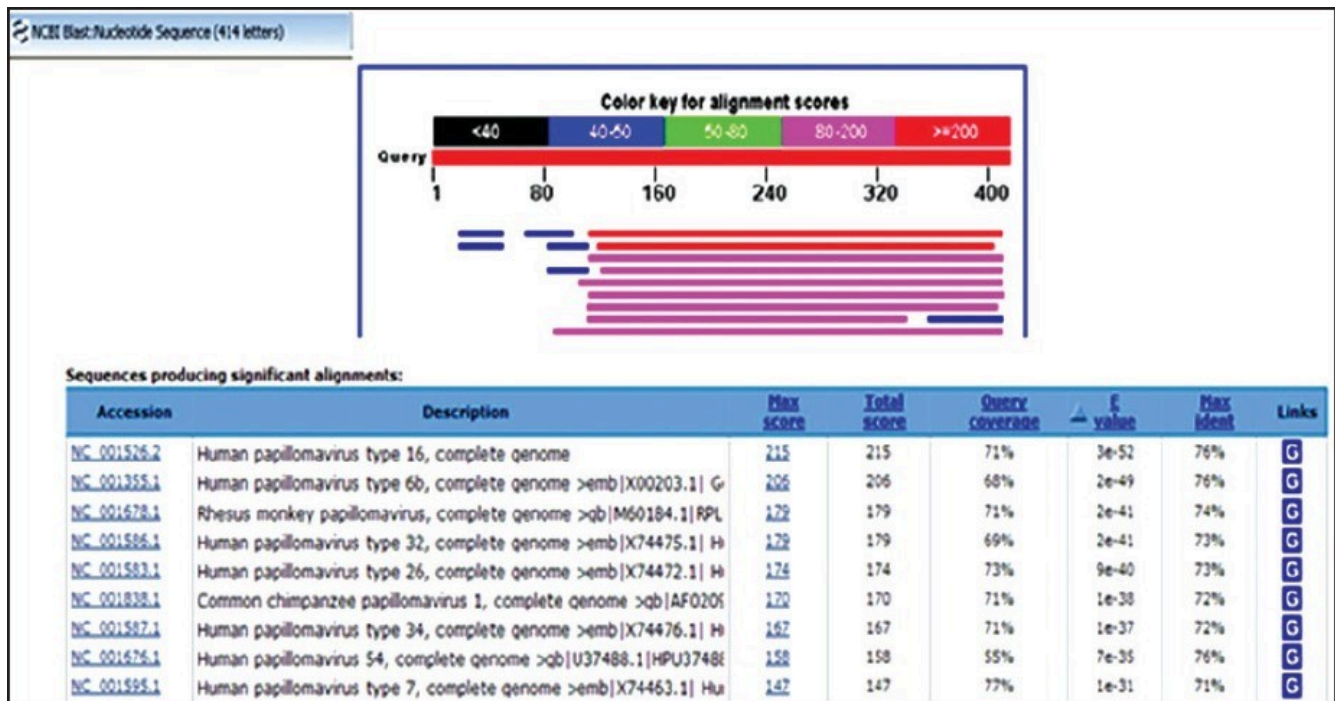 NCBI Blast:Nucleotide Sequence (414 letters)
Color key for alignment scores
<40 40-50 50-80 80-200 >=200
Query
1 80 160 240 320 400
Sequences producing significant alignments:
Accession Description Max score Total score Query coverage E value Max ident Links
NC_001526.2 Human papillomavirus type 16, complete genome 215 215 71% 3e-52 76% G
NC_001355.1 Human papillomavirus type 6b, complete genome >emb|X00203.1| G 206 206 68% 2e-49 76% G
NC_001678.1 Rhesus monkey papillomavirus, complete genome >gb|M60184.1|RPL 179 179 71% 2e-41 74% G
NC_001586.1 Human papillomavirus type 32, complete genome >emb|X74475.1| H 179 179 69% 2e-41 73% G
NC_001583.1 Human papillomavirus type 26, complete genome >emb|X74472.1| H 174 174 73% 9e-40 73% G
NC_001838.1 Common chimpanzee papillomavirus 1, complete genome >gb|AF020 170 170 71% 1e-38 72% G
NC_001587.1 Human papillomavirus type 34, complete genome >emb|X74476.1| H 167 167 71% 1e-37 72% G
NC_001676.1 Human papillomavirus 54, complete genome >gb|U37488.1|HPU3748 158 158 55% 7e-35 76% G
NC_001595.1 Human papillomavirus type 7, complete genome >emb|X74463.1| Hu 147 147 77% 1e-31 71% G